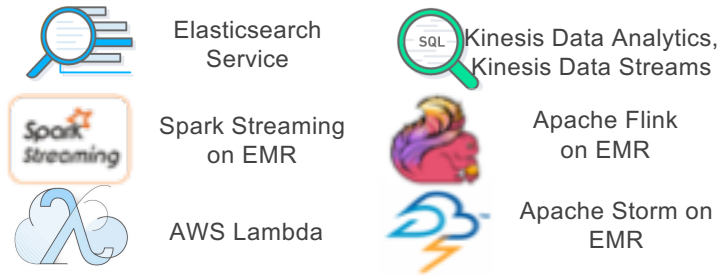 Elasticsearch
Service
SQL
Kinesis Data Analytics,
Kinesis Data Streams
Spark
Streaming
Spark Streaming
on EMR
Apache Flink
on EMR
AWS Lambda
Apache Storm on
EMR